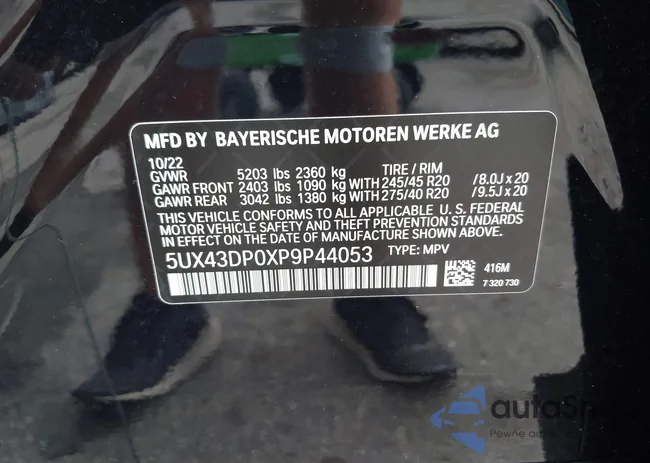 MFD BY BAYERISCHE MOTOREN WERKE AG
10/22 TIRE / RIM
GVWR 5203 lbs 2360 kg
GAWR FRONT 2403 lbs 1090 kg WITH 245/45 R20 /8.0J x 20
GAWR REAR 3042 lbs 1380 kg WITH 275/40 R20 /9.5J x 20
THIS VEHICLE CONFORMS TO ALL APPLICABLE U. S. FEDERAL
MOTOR VEHICLE SAFETY AND THEFT PREVENTION STANDARDS
IN EFFECT ON THE DATE OF MANUFACTURE SHOWN ABOVE.
5UX43DP0XP9P44053 TYPE: MPV
416M
7 320 730
Pewne